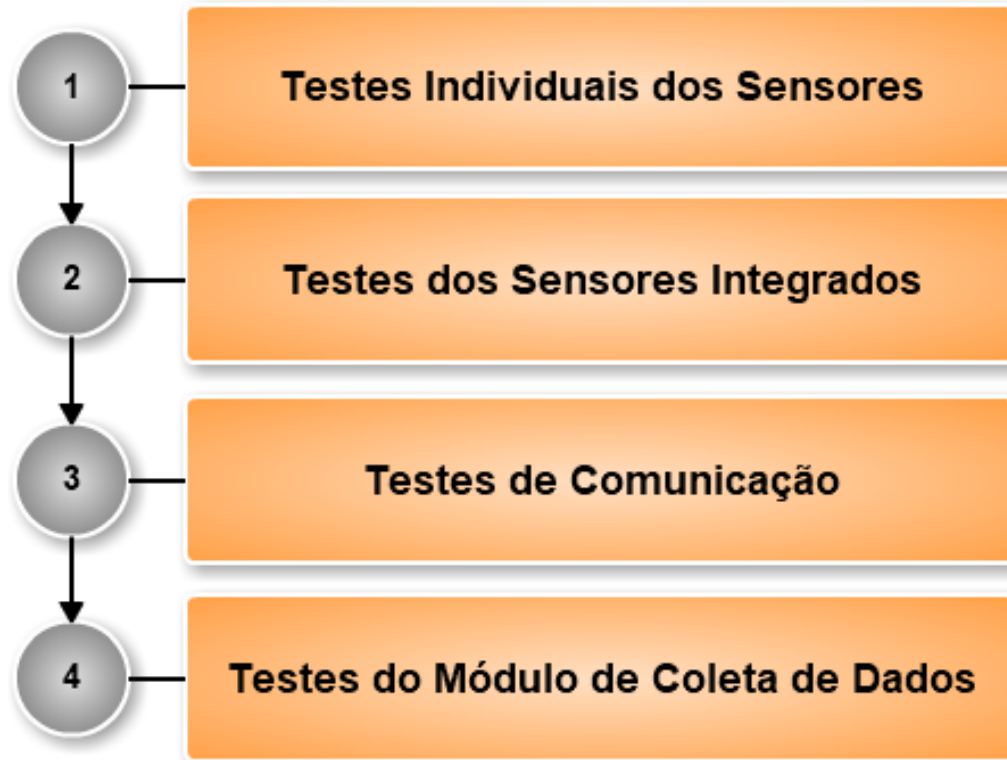 1
Testes Individuais dos Sensores
2
Testes dos Sensores Integrados
3
Testes de Comunicação
4
Testes do Módulo de Coleta de Dados